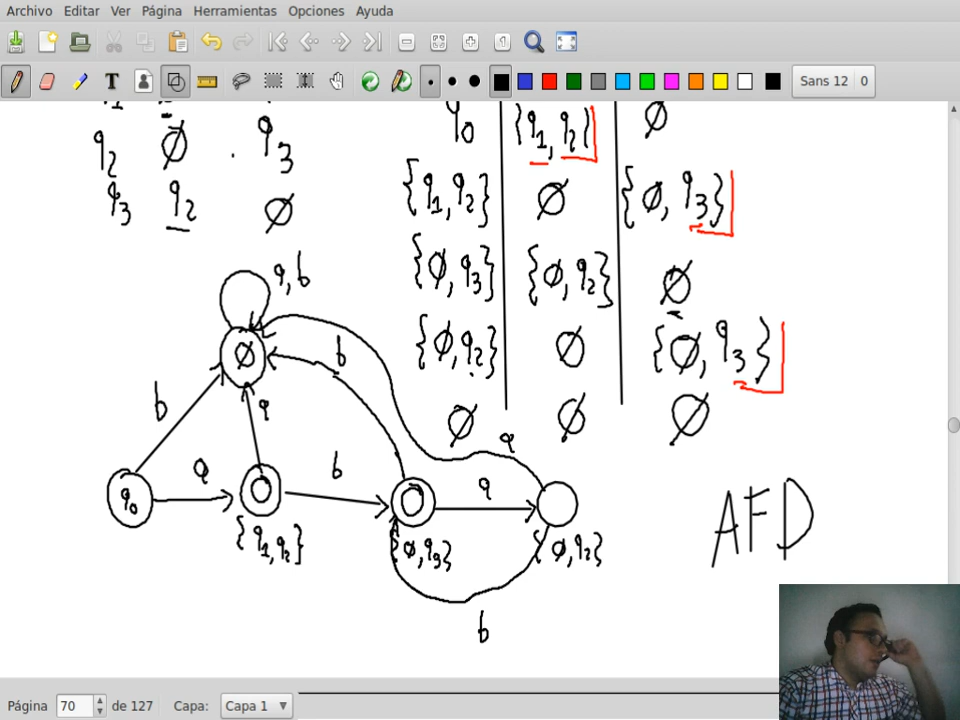 Archivo Editar Ver Página Herramientas Opciones Ayuda
T Sans 12 0
q0 {q1, q2} ∅
q2 ∅ . q3
{q1, q2} ∅ {∅, q3}
q3 q2 ∅
{∅, q3} {∅, q2} ∅
a, b
{∅, q2} ∅ {∅, q3}
∅ b
b a
∅ ∅ ∅
a
a b a
q0
{q1, q2} {∅, q3} {∅, q2}
AFD
b
Página 70 de 127 Capa: Capa 1